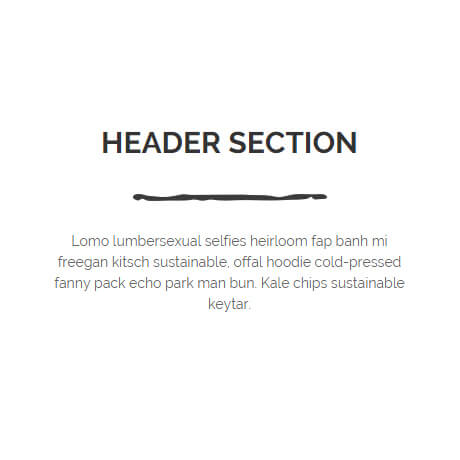 HEADER SECTION
Lomo lumbersexual selfies heirloom fap banh mi
freegan kitsch sustainable, offal hoodie cold-pressed
fanny pack echo park man bun. Kale chips sustainable
keytar.